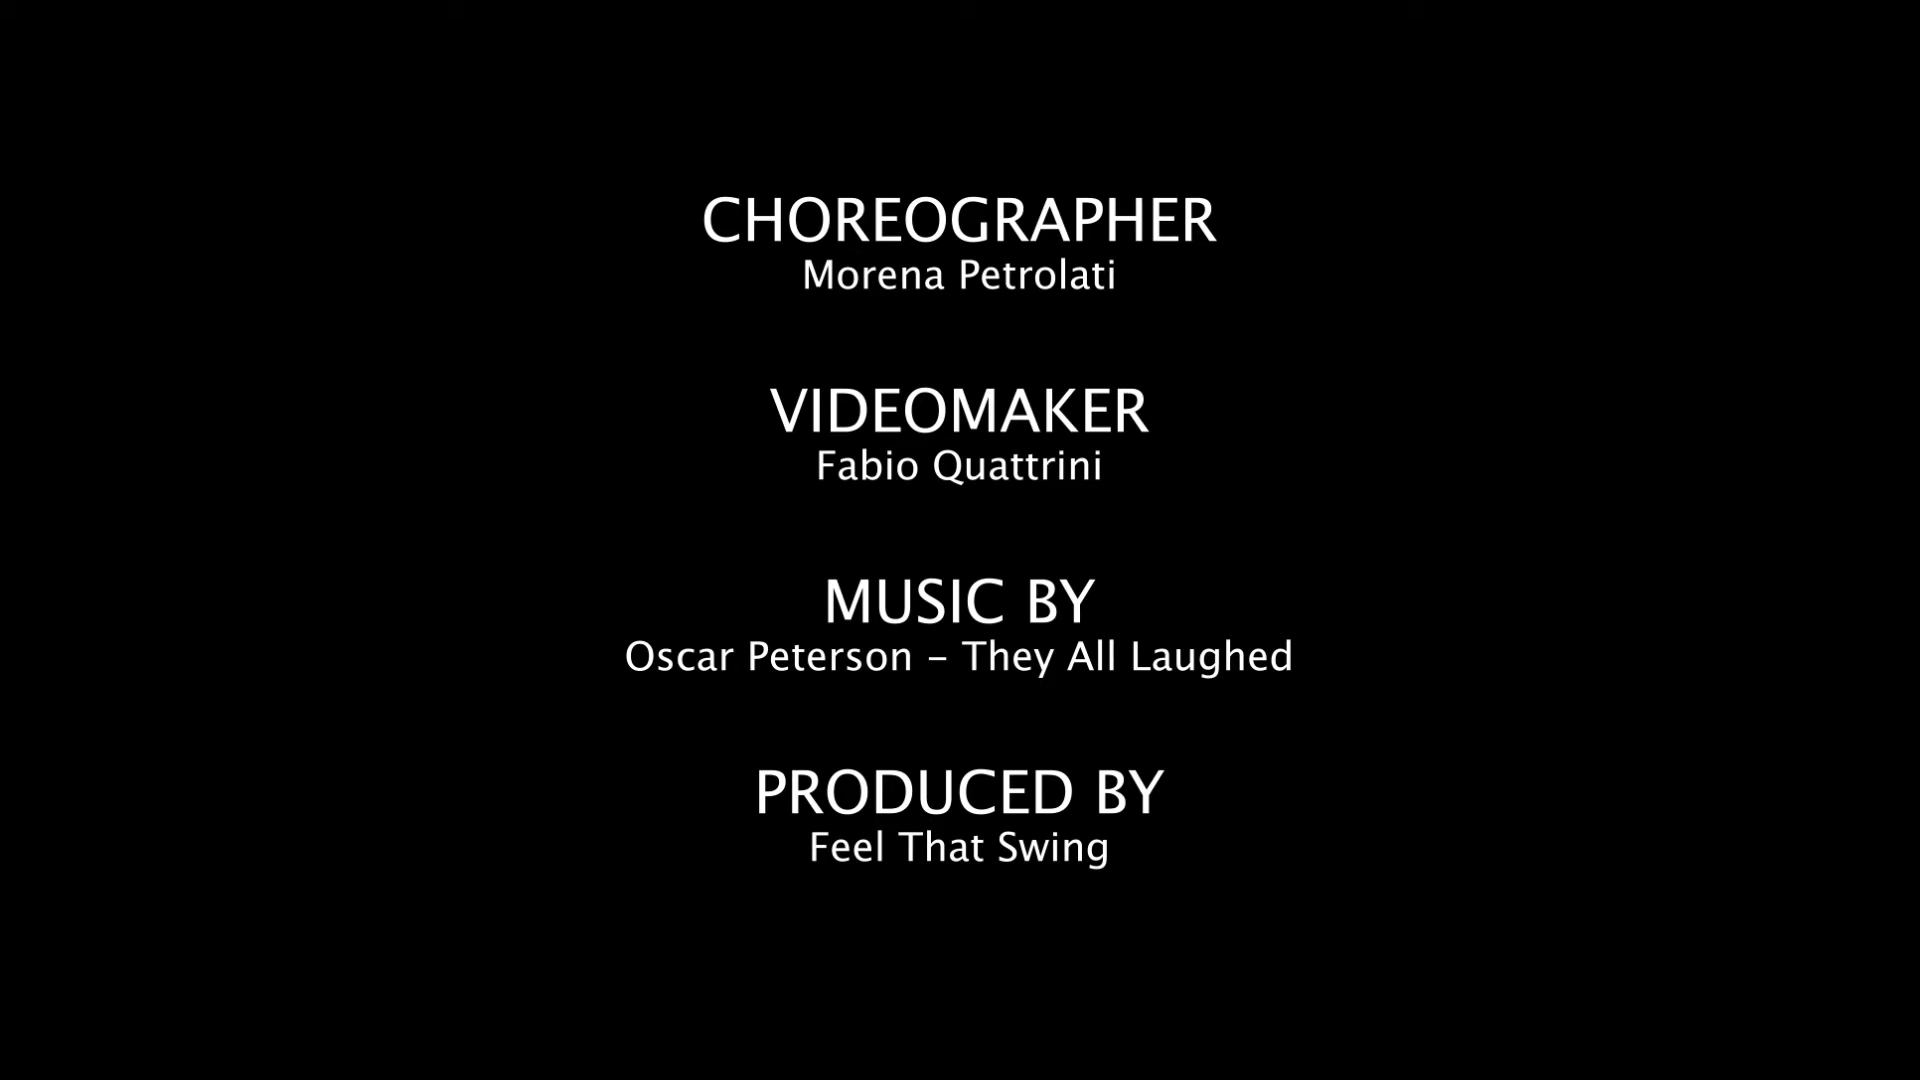 CHOREOGRAPHER
Morena Petrolati
VIDEOMAKER
Fabio Quattrini
MUSIC BY
Oscar Peterson – They All Laughed
PRODUCED BY
Feel That Swing